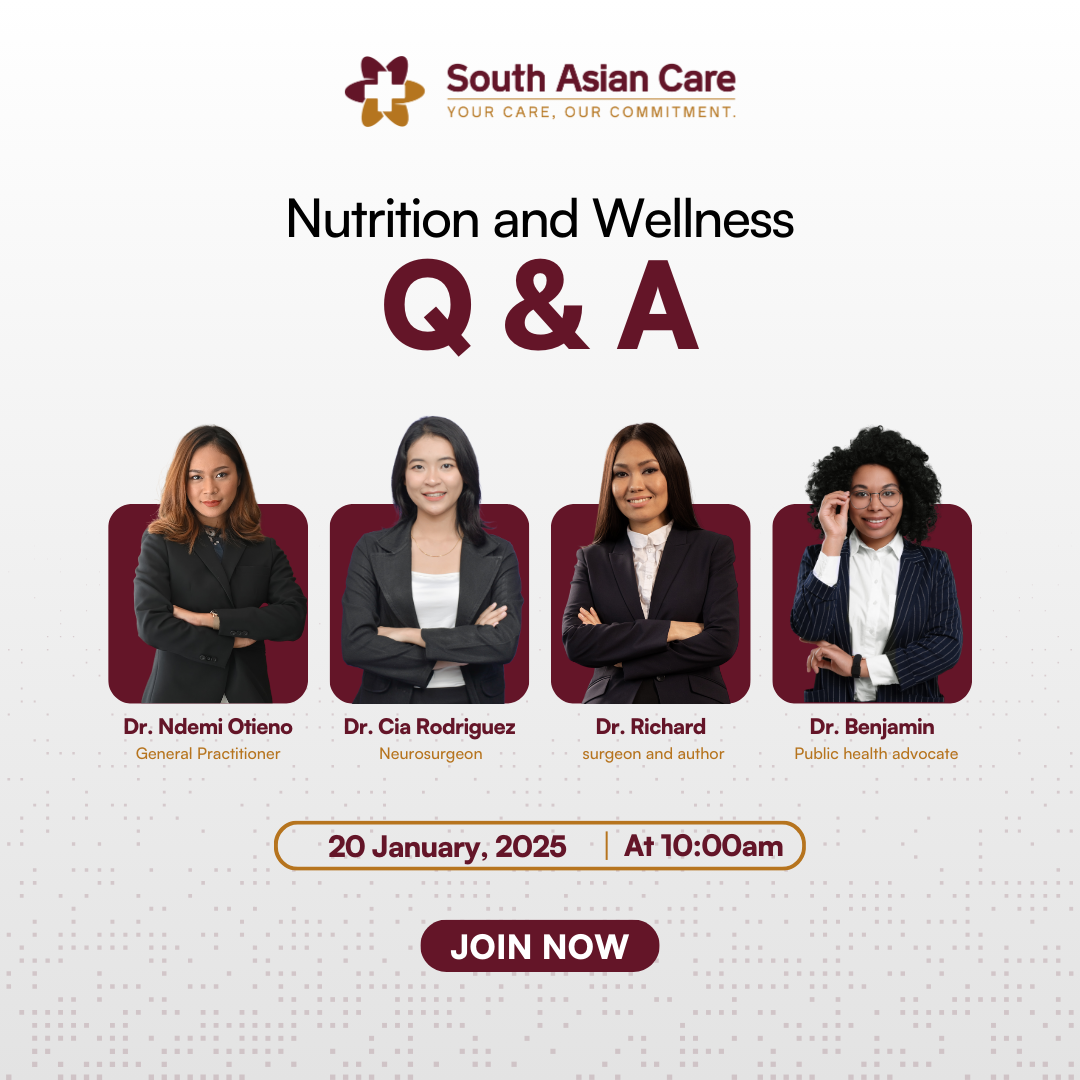 South Asian Care
YOUR CARE, OUR COMMITMENT.
Nutrition and Wellness
Q & A
Dr. Ndemi Otieno
General Practitioner
Dr. Cia Rodriguez
Neurosurgeon
Dr. Richard
surgeon and author
Dr. Benjamin
Public health advocate
20 January, 2025 | At 10:00am
JOIN NOW